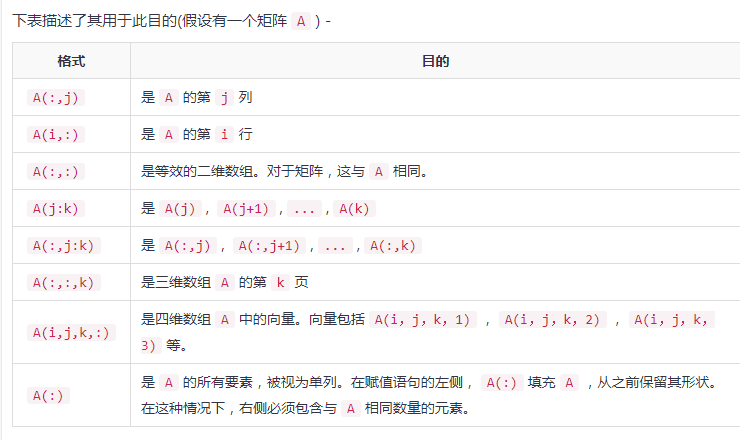 下表描述了其用于此目的(假设有一个矩阵 A ) -
格式 目的
A(:,j) 是 A 的第 j 列
A(i,:) 是 A 的第 i 行
A(:,:) 是等效的二维数组。对于矩阵，这与 A 相同。
A(j:k) 是 A(j) , A(j+1) , ... , A(k)
A(:,j:k) 是 A(:,j) , A(:,j+1) , ... , A(:,k)
A(:,:,k) 是三维数组 A 的第 k 页
A(i,j,k,:) 是四维数组 A 中的向量。向量包括 A(i，j，k，1) ， A(i，j，k，2) ， A(i，j，k，
3) 等。
A(:) 是 A 的所有要素，被视为单列。在赋值语句的左侧， A(:) 填充 A ，从之前保留其形状。
在这种情况下，右侧必须包含与 A 相同数量的元素。